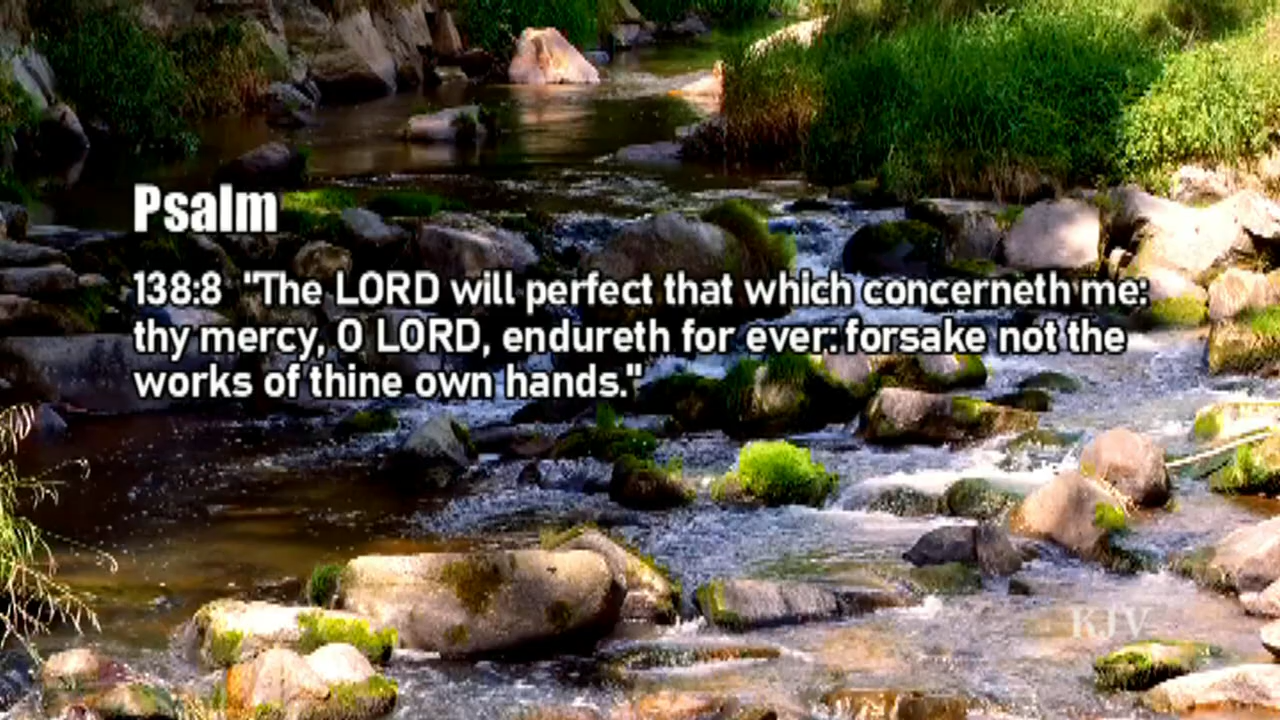 Psalm
138:8 "The LORD will perfect that which concerneth me:
thy mercy, O LORD, endureth for ever: forsake not the
works of thine own hands."
KJV